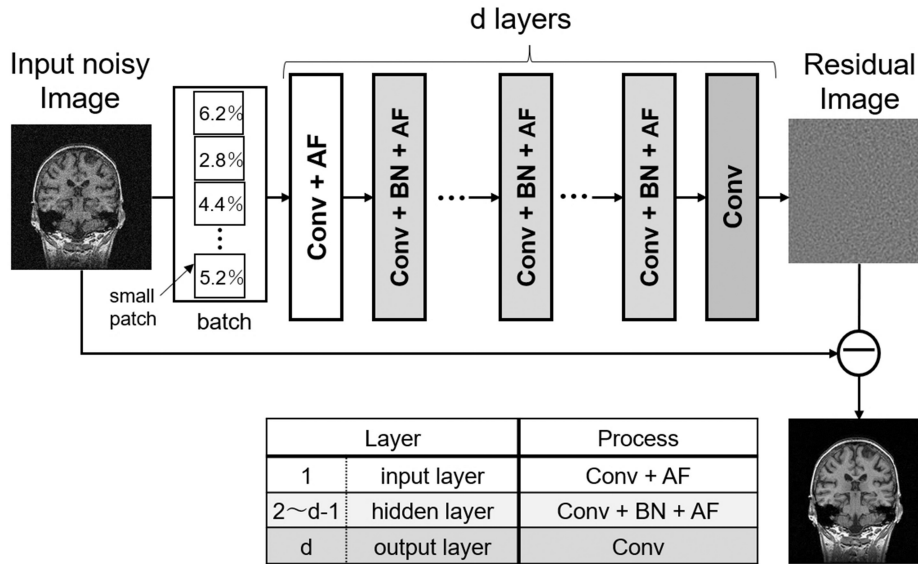 d layers
Input noisy
Image
6.2%
2.8%
4.4%
⋮
5.2%
small
patch
batch
Conv + AF
Conv + BN + AF
•••
Conv + BN + AF
•••
Conv + BN + AF
Conv
Residual
Image
Layer Process
1 input layer Conv + AF
2～d-1 hidden layer Conv + BN + AF
d output layer Conv